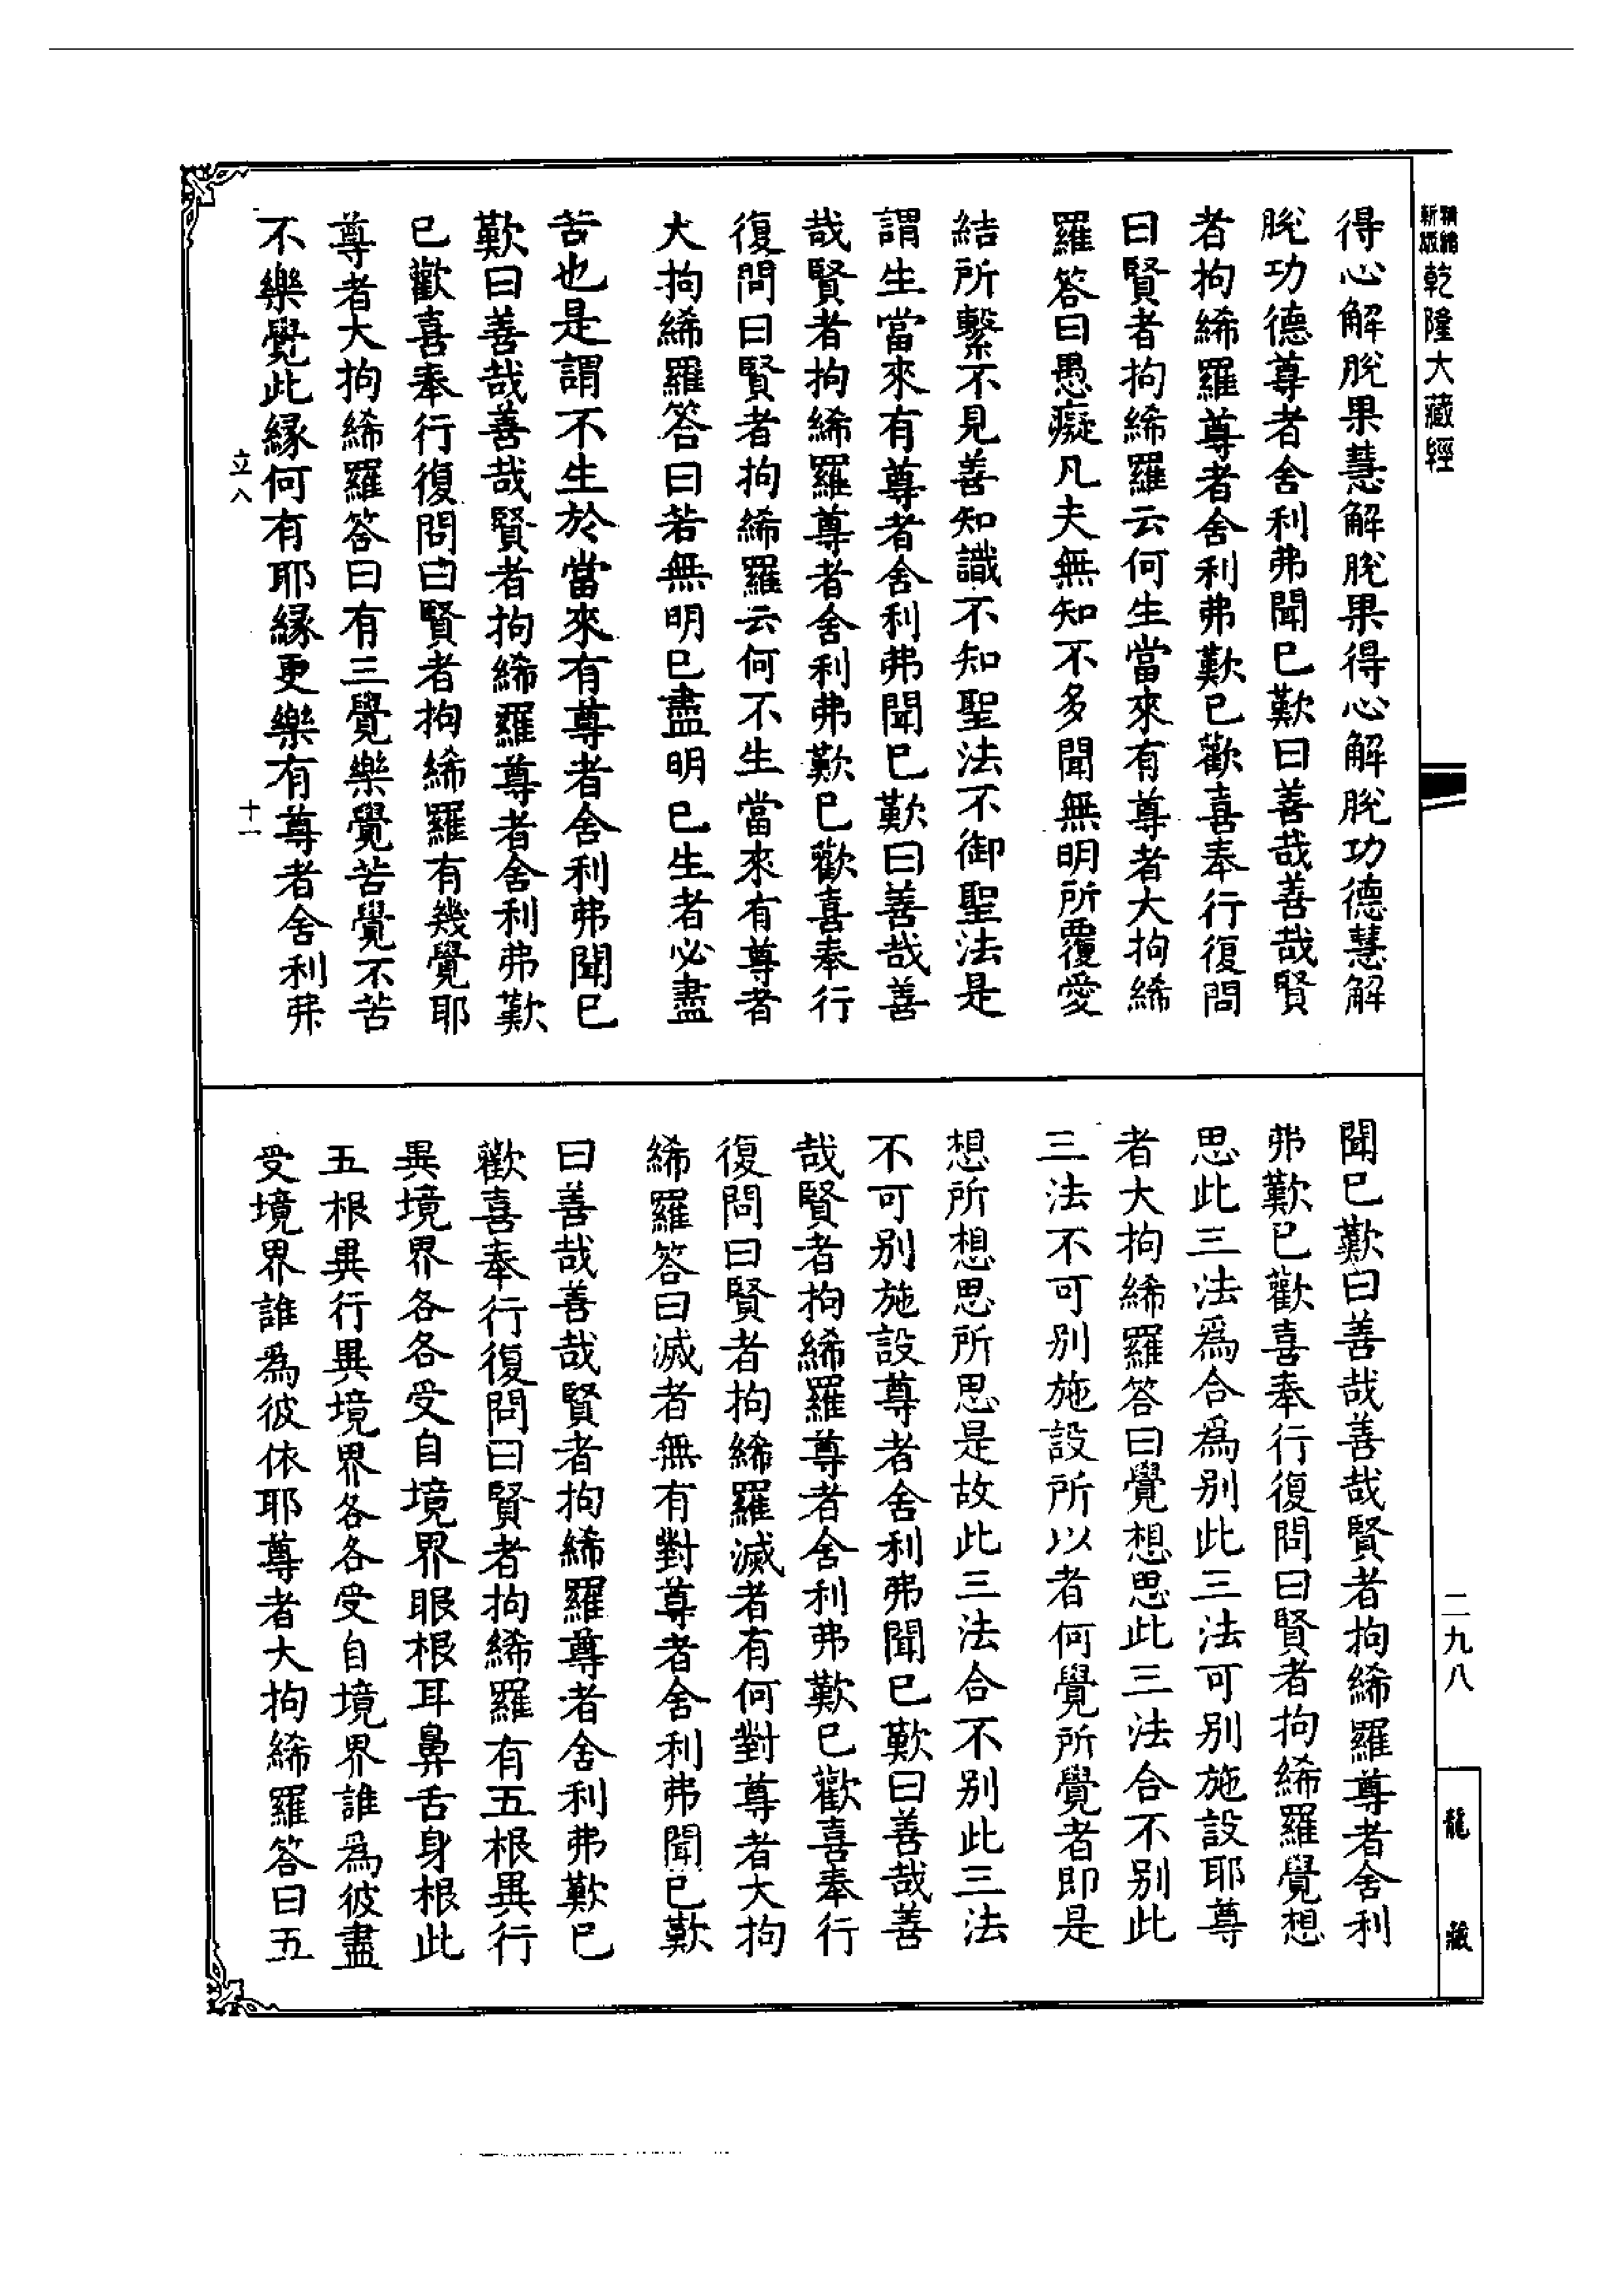 精繕
新版
乾隆大藏經
得心解脫果慧解脫果得心解脫功德慧解
脫功德尊者舍利弗聞已歎曰善哉善哉賢
者拘絺羅尊者舍利弗歎已歡喜奉行復問
曰賢者拘絺羅云何生當來有尊者大拘絺
羅答曰愚癡凡夫無知不多聞無明所覆愛
結所繫不見善知識不知聖法不御聖法是
謂生當來有尊者舍利弗聞已歎曰善哉善
哉賢者拘絺羅尊者舍利弗歎已歡喜奉行
復問曰賢者拘絺羅云何不生當來有尊者
大拘絺羅答曰若無明已盡明已生者必盡
苦也是謂不生於當來有尊者舍利弗聞已
歎曰善哉善哉賢者拘絺羅尊者舍利弗歎
已歡喜奉行復問曰賢者拘絺羅有幾覺耶
尊者大拘絺羅答曰有三覺樂覺苦覺不苦
不樂覺此緣何有耶緣更樂有尊者舍利弗
立八
十一
聞已歎曰善哉善哉賢者拘絺羅尊者舍利
弗歎已歡喜奉行復問曰賢者拘絺羅覺想
思此三法爲合爲别此三法可别施設耶尊
者大拘絺羅答曰覺想思此三法合不别此
三法不可别施設所以者何覺所覺者即是
想所想思所思是故此三法合不别此三法
不可别施設尊者舍利弗聞已歎曰善哉善
哉賢者拘絺羅尊者舍利弗歎已歡喜奉行
復問曰賢者拘絺羅滅者有何對尊者大拘
絺羅答曰滅者無有對尊者舍利弗聞已歎
曰善哉善哉賢者拘絺羅尊者舍利弗歎已
歡喜奉行復問曰賢者拘絺羅有五根異行
異境界各各受自境界眼根耳鼻舌身根此
五根異行異境界各各受自境界誰爲彼盡
受境界誰爲彼依耶尊者大拘絺羅答曰五
二九八
龍藏